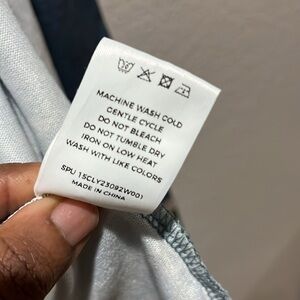 MACHINE WASH COLD
GENTLE CYCLE
DO NOT BLEACH
DO NOT TUMBLE DRY
IRON ON LOW HEAT
WASH WITH LIKE COLORS
SPU 15CLY23082W001
MADE IN CHINA